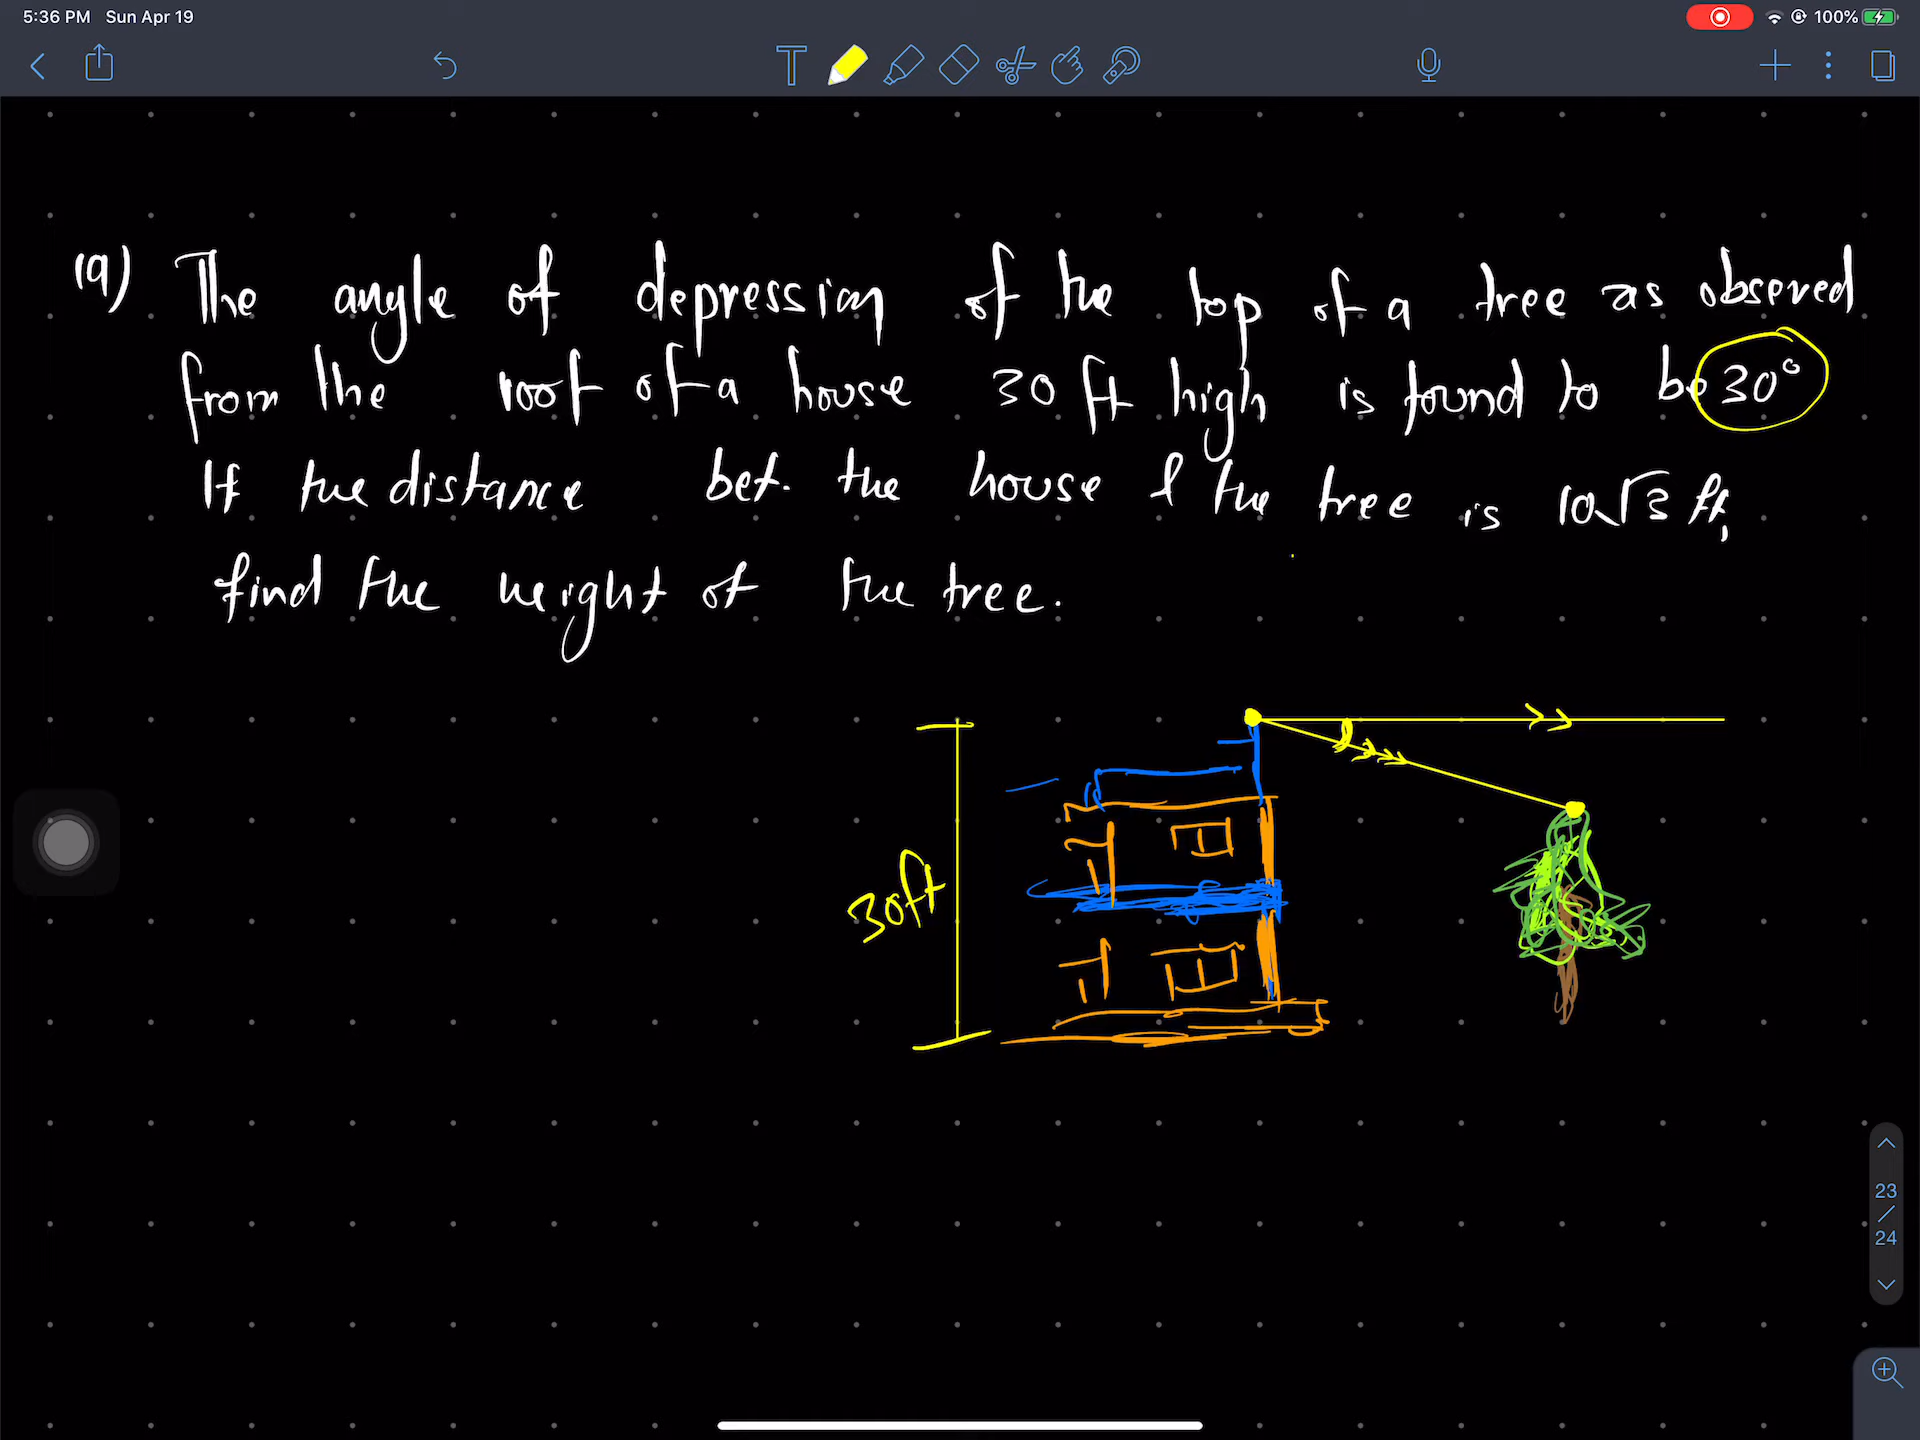 5:36 PM Sun Apr 19
100%
19) The angle of depression of the top of a tree as observed
from the roof of a house 30 ft high is found to be 30°
If the distance bet. the house & the tree is 10√3 ft,
find the height of the tree.
30ft
23
/
24